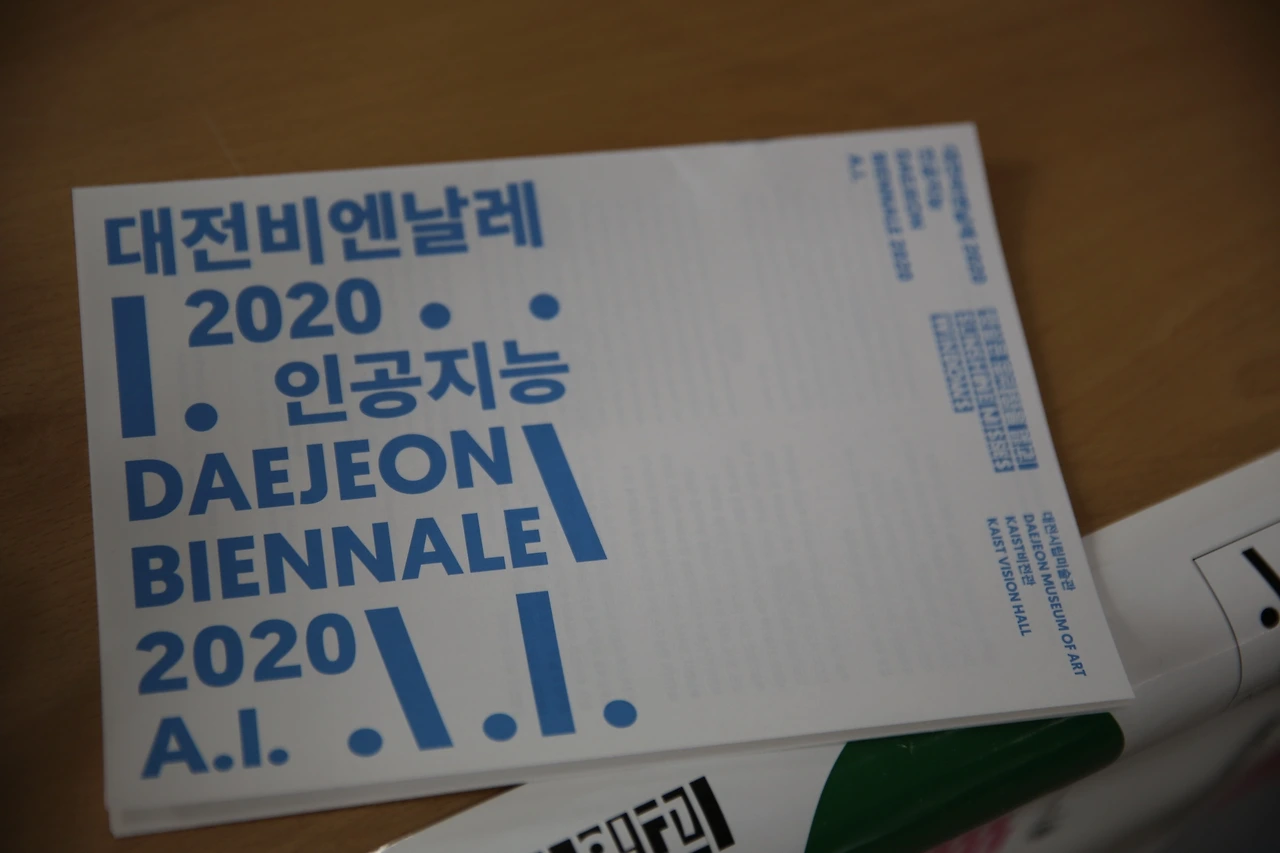 대전비엔날레
2020
인공지능
DAEJEON
BIENNALE
2020
A.I.
대전비엔날레 2020
인공지능
DAEJEON
BIENNALE 2020
A.I.
대전시립미술관
DAEJEON MUSEUM OF ART
KAIST비전관
KAIST VISION HALL